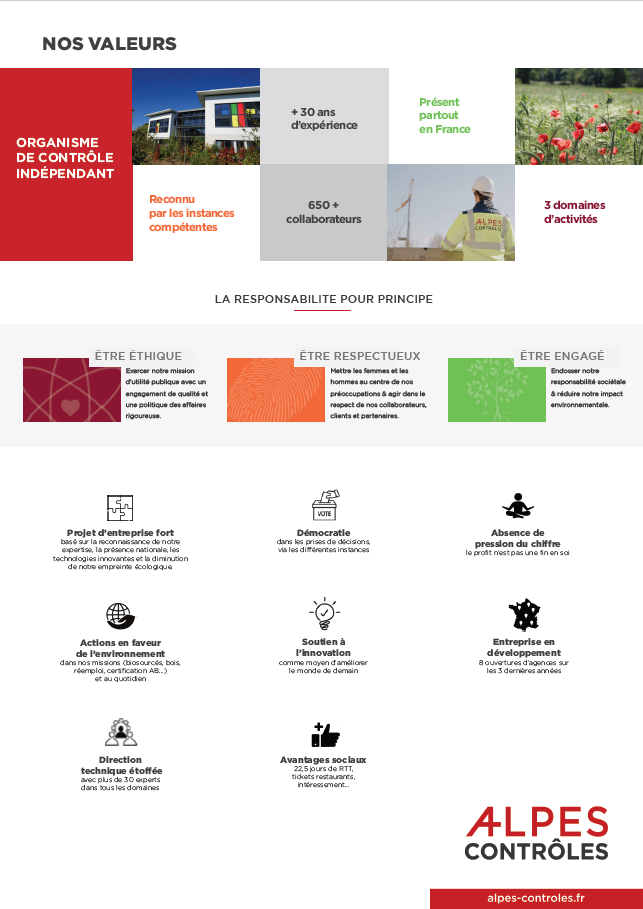 NOS VALEURS
ORGANISME
DE CONTRÔLE
INDÉPENDANT
+ 30 ans
d'expérience
Présent
partout
en France
Reconnu
par les instances
compétentes
650 +
collaborateurs
ALPES
CONTRÔLES
3 domaines
d'activités
LA RESPONSABILITE POUR PRINCIPE
ÊTRE ÉTHIQUE
Exercer notre mission
d'utilité publique avec un
engagement de qualité et
une politique des affaires
rigoureuse.
ÊTRE RESPECTUEUX
Mettre les femmes et les
hommes au centre de nos
préoccupations & agir dans le
respect de nos collaborateurs,
clients et partenaires.
ÊTRE ENGAGÉ
Endosser notre
responsabilité sociétale
& réduire notre impact
environnementale.
Projet d'entreprise fort
basé sur la reconnaissance de notre
expertise, la présence nationale, les
technologies innovantes et la diminution
de notre empreinte écologique
VOTE
Démocratie
dans les prises de décisions,
via les différentes instances
Absence de
pression du chiffre
le profit n'est pas une fin en soi
Actions en faveur
de l'environnement
dans nos missions (biosourcés, bois,
réemploi, certification AB...)
et au quotidien
Soutien à
l'innovation
comme moyen d'améliorer
le monde de demain
Entreprise en
développement
8 ouvertures d'agences sur
les 3 dernières années
Direction
technique étoffée
avec plus de 30 experts
dans tous les domaines
Avantages sociaux
22,5 jours de RTT,
tickets restaurants,
intéressement...
ALPES
CONTRÔLES
alpes-controles.fr